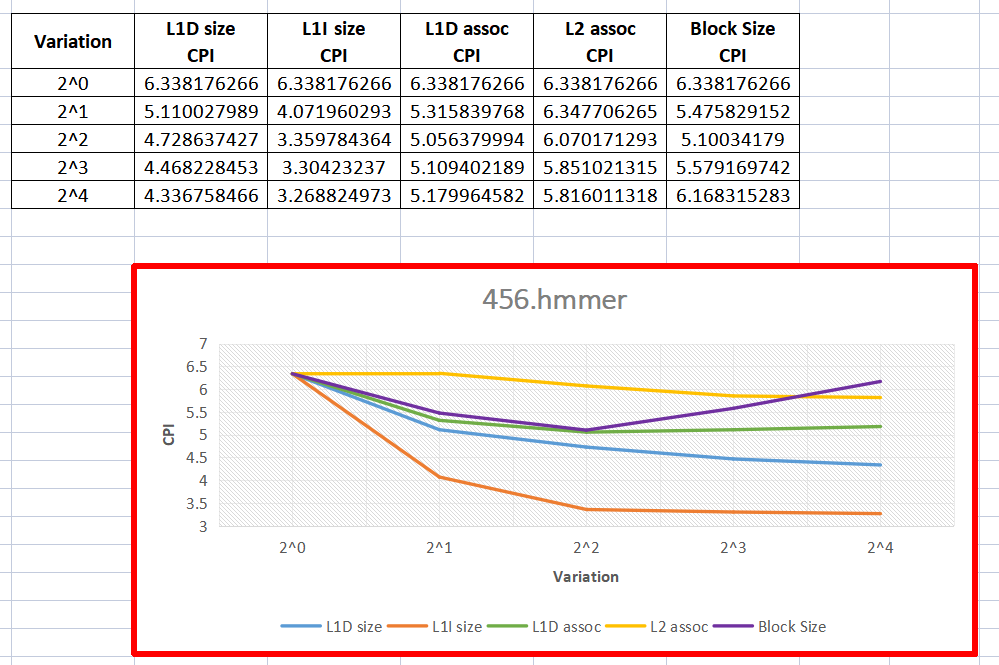 Variation L1D size CPI L1I size CPI L1D assoc CPI L2 assoc CPI Block Size CPI
2^0 6.338176266 6.338176266 6.338176266 6.338176266 6.338176266
2^1 5.110027989 4.071960293 5.315839768 6.347706265 5.475829152
2^2 4.728637427 3.359784364 5.056379994 6.070171293 5.10034179
2^3 4.468228453 3.30423237 5.109402189 5.851021315 5.579169742
2^4 4.336758466 3.268824973 5.179964582 5.816011318 6.168315283
456.hmmer
7
6.5
6
5.5
5
4.5
4
3.5
3
CPI
2^0 2^1 2^2 2^3 2^4
Variation
L1D size L1I size L1D assoc L2 assoc Block Size